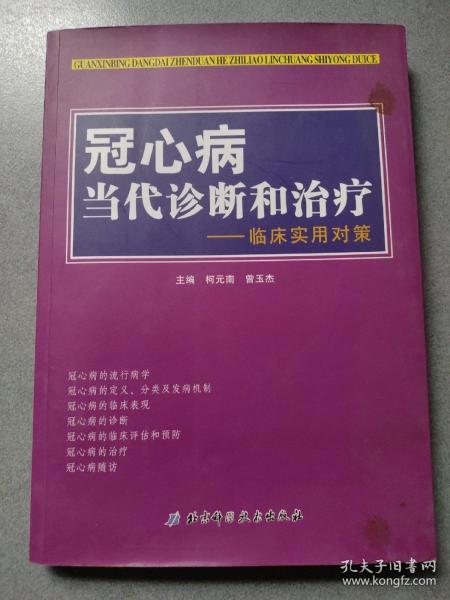 GUANXINBING DANGDAI ZHENDUAN HE ZHILIAO LINCHUANG SHIYONG DUICE
冠心病
当代诊断和治疗
——临床实用对策
主编 柯元南 曾玉杰
冠心病的流行病学
冠心病的定义、分类及发病机制
冠心病的临床表现
冠心病的诊断
冠心病的临床评估和预防
冠心病的治疗
冠心病随访
北京科学技术出版社
孔夫子旧书网
www.kongfz.com